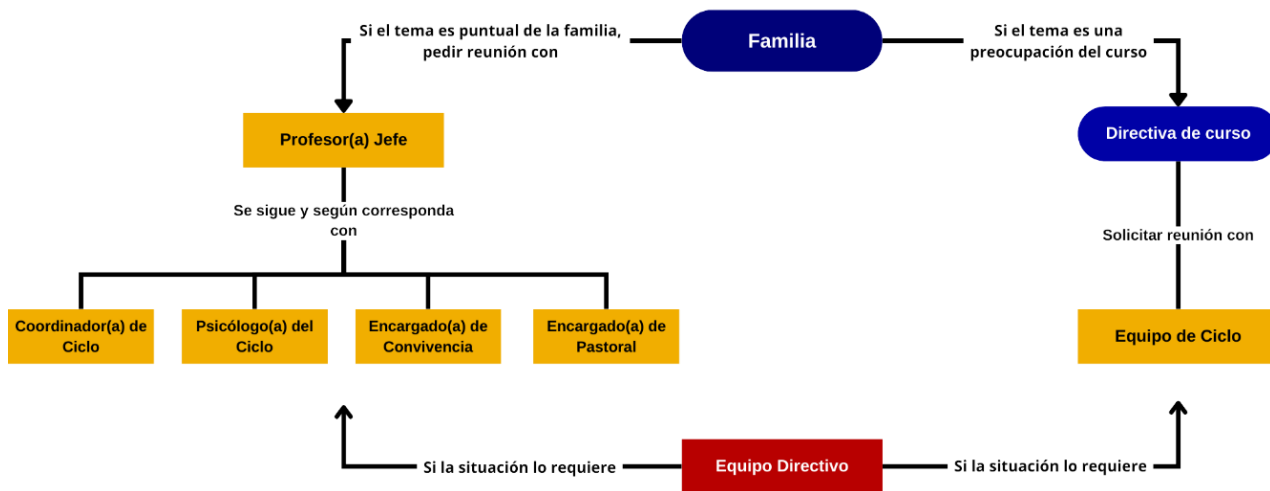 Si el tema es puntual de la familia,
pedir reunión con
Familia
Si el tema es una
preocupación del curso
Profesor(a) Jefe
Directiva de curso
Se sigue y según corresponda
con
Solicitar reunión con
Coordinador(a) de
Ciclo
Psicólogo(a) del
Ciclo
Encargado(a) de
Convivencia
Encargado(a) de
Pastoral
Equipo de Ciclo
Si la situación lo requiere
Equipo Directivo
Si la situación lo requiere